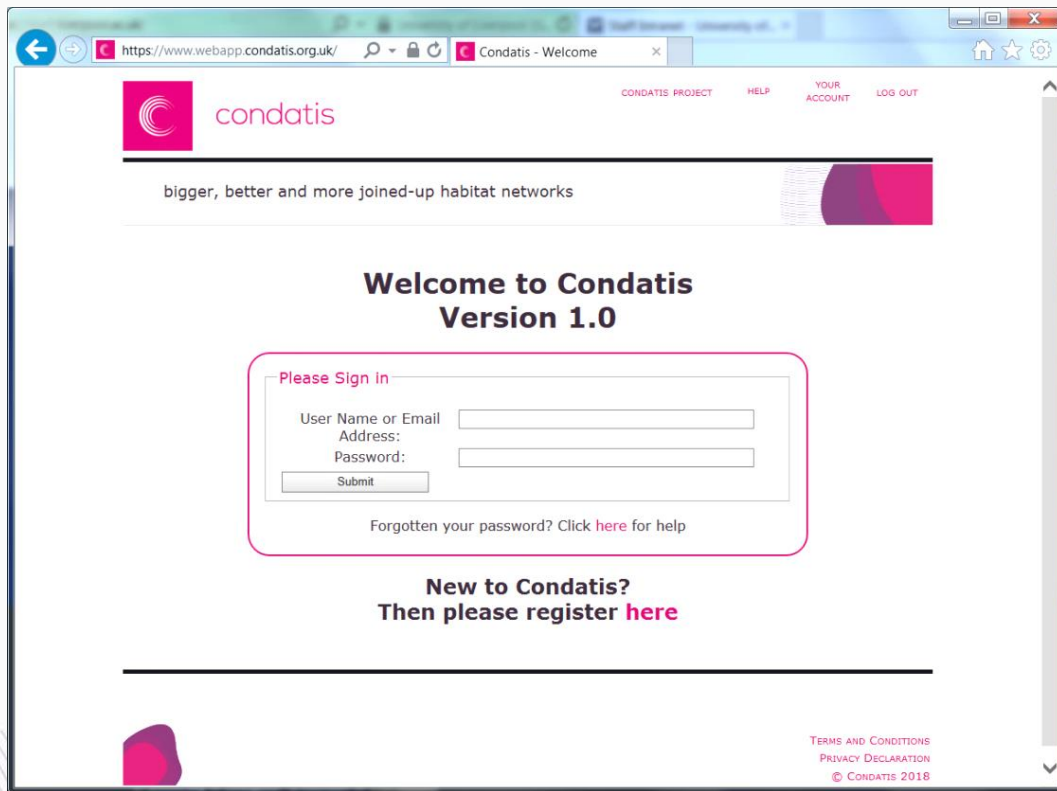 https://www.webapp.condatis.org.uk/
Condatis - Welcome
condatis
CONDATIS PROJECT
HELP
YOUR
ACCOUNT
LOG OUT
bigger, better and more joined-up habitat networks
Welcome to Condatis
Version 1.0
Please Sign in
User Name or Email
Address:
Password:
Submit
Forgotten your password? Click here for help
New to Condatis?
Then please register here
TERMS AND CONDITIONS
PRIVACY DECLARATION
© CONDATIS 2018